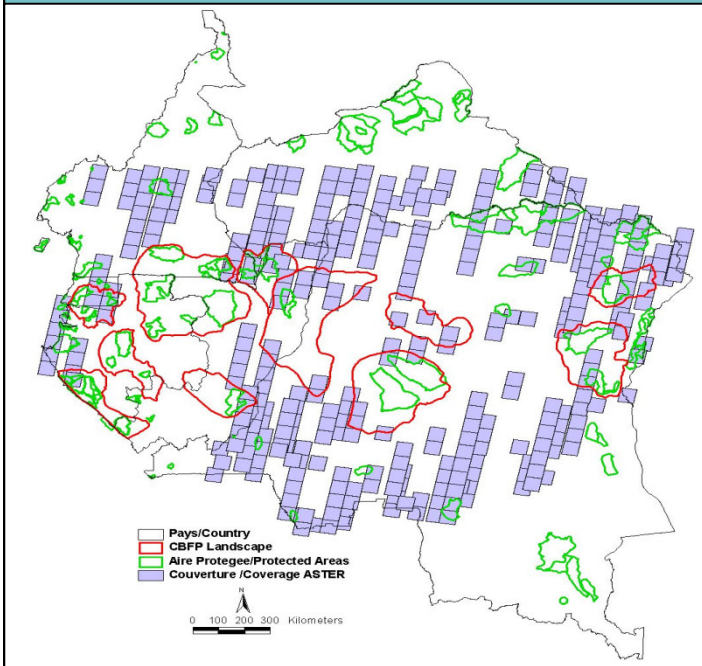 Pays/Country
CBFP Landscape
Aire Protegee/Protected Areas
Couverture /Coverage ASTER
N
0 100 200 300 Kilometers